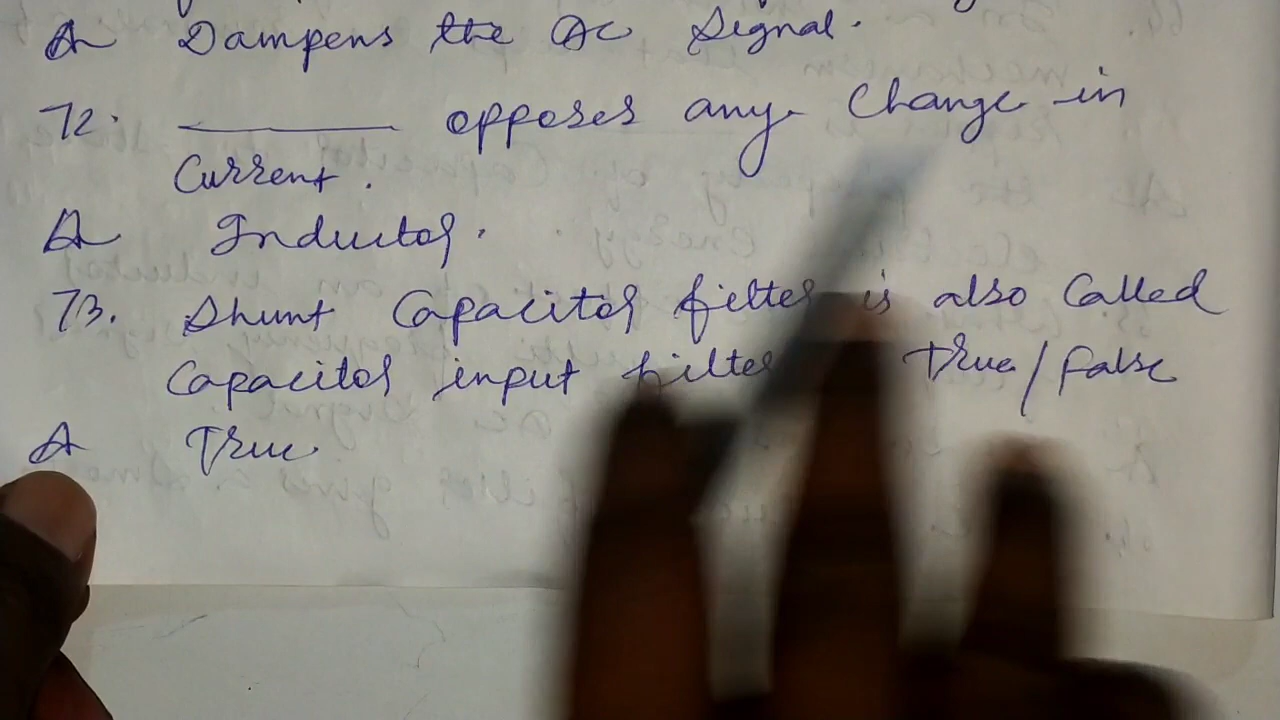 A Dampens the AC Signal.
72. ________ opposes any change in
Current.
A Inductor.
73. Shunt Capacitor filter is also called
Capacitor input filter True/False
A True